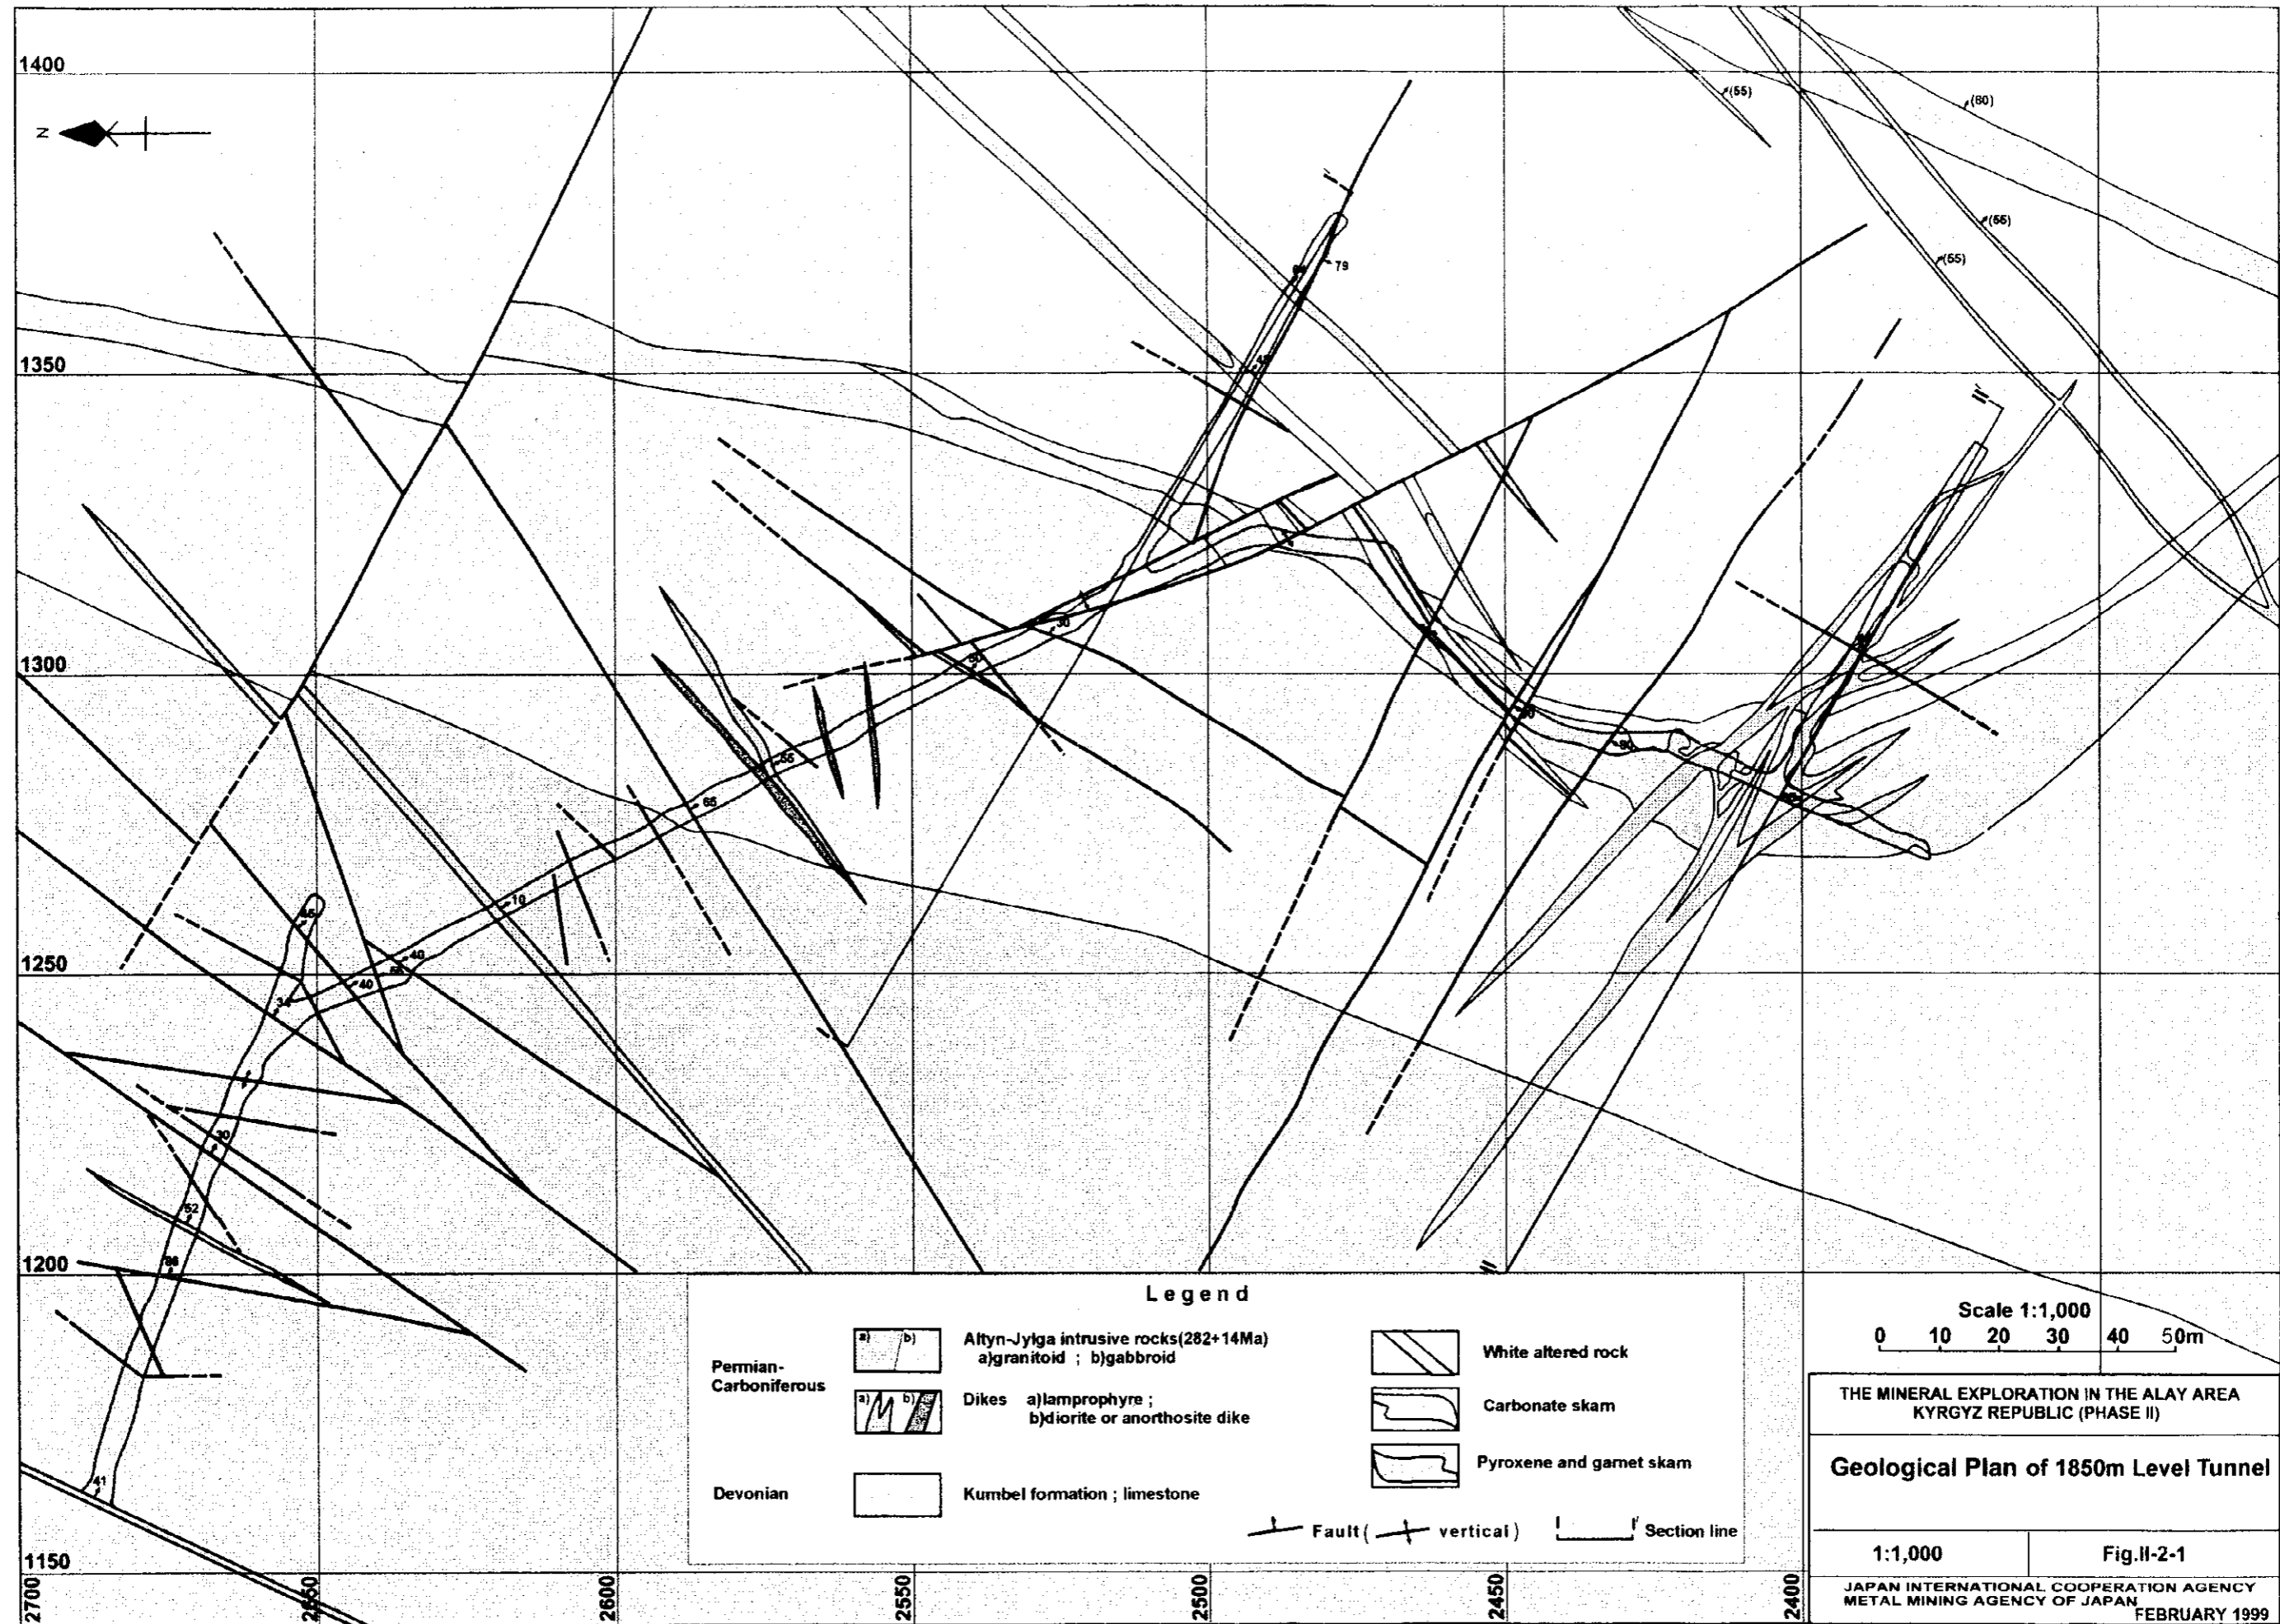 1400
N
(55)
(60)
(55)
(55)
79
48
1350
30
1300
50
55
65
70
45
40
40
34
1250
30
52
1200
41
Legend
Permian-
Carboniferous
a) b)
Altyn-Jylga intrusive rocks(282+14Ma)
a)granitoid ; b)gabbroid
a) b)
Dikes a)lamprophyre ;
b)diorite or anorthosite dike
Devonian
Kumbel formation ; limestone
White altered rock
Carbonate skarn
Pyroxene and garnet skarn
Fault ( vertical )
Section line
Scale 1:1,000
0 10 20 30 40 50m
THE MINERAL EXPLORATION IN THE ALAY AREA
KYRGYZ REPUBLIC (PHASE II)
Geological Plan of 1850m Level Tunnel
1:1,000
Fig.II-2-1
JAPAN INTERNATIONAL COOPERATION AGENCY
METAL MINING AGENCY OF JAPAN
FEBRUARY 1999
1150
2700
2650
2600
2550
2500
2450
2400